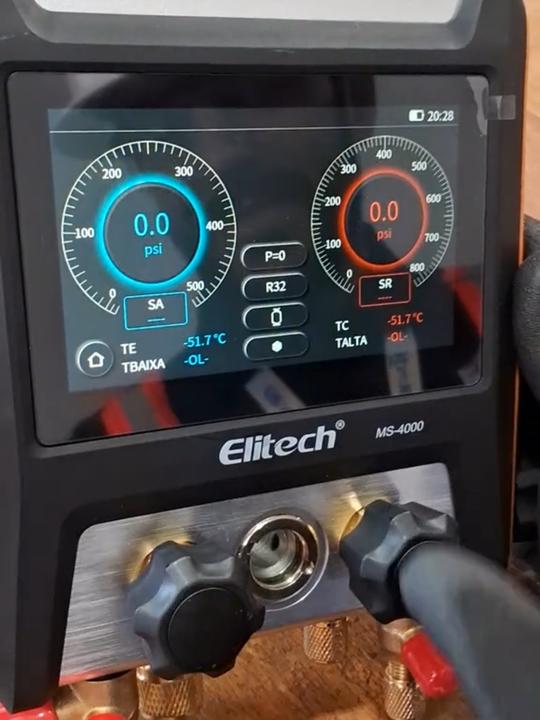 20:28
200 300
100 400
0 500
0.0
psi
SA
----
TE -51.7°C
TBAIXA -OL-
P=0
R32
400
300 500
200 600
100 700
0 800
0.0
psi
SR
----
TC -51.7°C
TALTA -OL-
Elitech® MS-4000